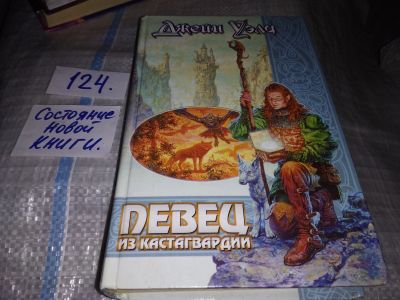 Джейн Уэлч
124.
Состояние
новой
книги.
ПЕВЕЦ
ИЗ КАСТАГВАРДИИ